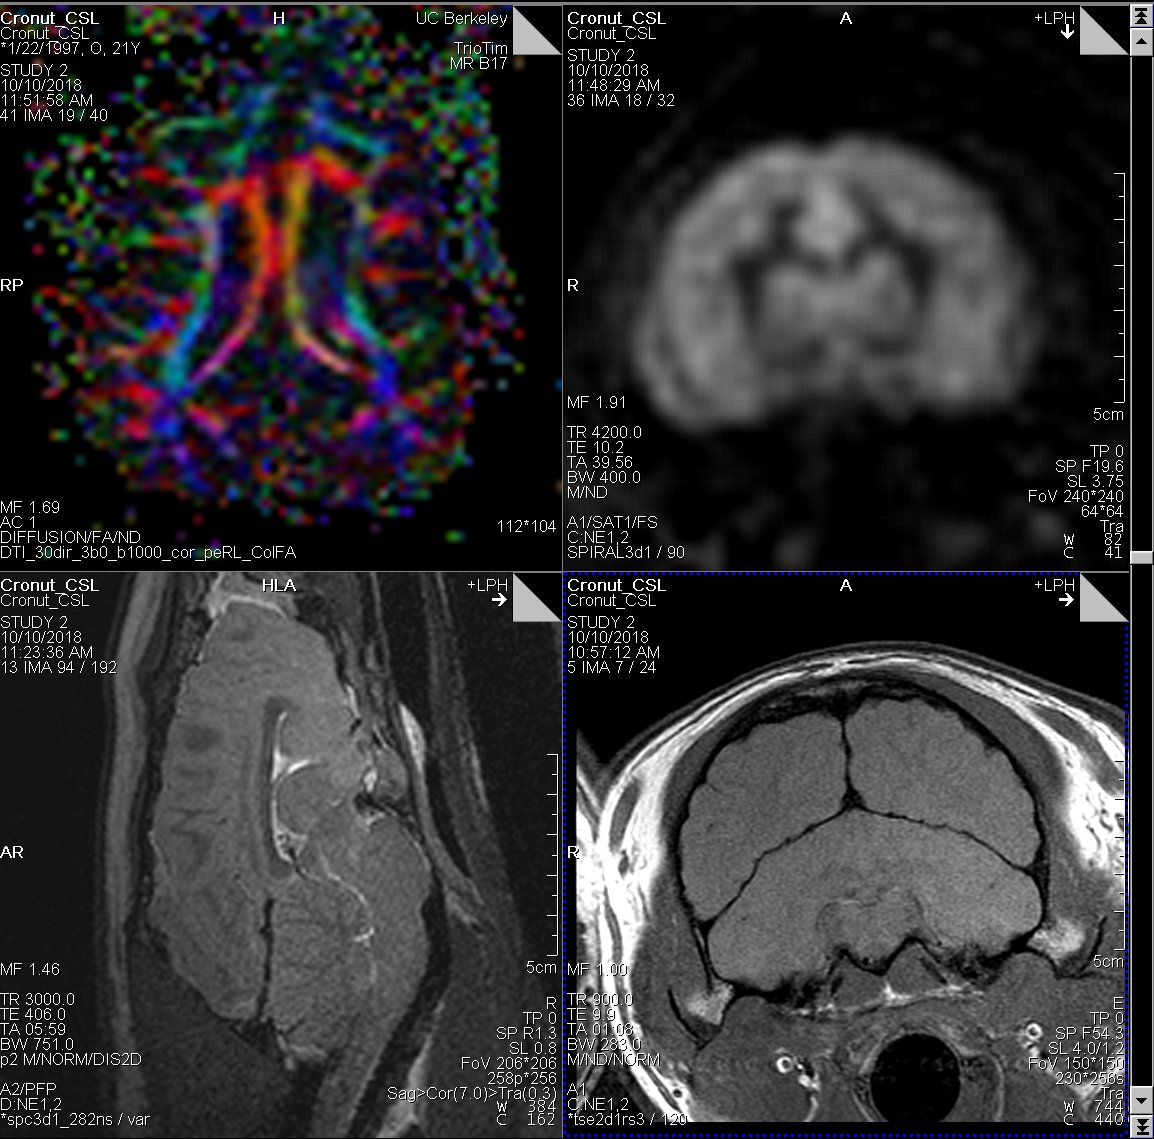 Cronut_CSL
Cronut_CSL
*1/22/1997, O, 21Y
STUDY 2
10/10/2018
11:51:58 AM
41 IMA 19 / 40
H
UC Berkeley
TrioTim
MR B17
RP
MF 1.69
AC 1
DIFFUSION/FA/ND
DTI_30dir_3b0_b1000_cor_peRL_ColFA
112*104
Cronut_CSL
Cronut_CSL
STUDY 2
10/10/2018
11:48:29 AM
36 IMA 18 / 32
A
+LPH
R
MF 1.91
TR 4200.0
TE 10.2
TA 39.56
BW 400.0
M/ND
A1/SAT1/FS
C:NE1,2
SPIRAL3d1 / 90
5cm
TP 0
SP F19.6
SL 3.75
FoV 240*240
64*64
Tra
W 82
C 41
Cronut_CSL
Cronut_CSL
STUDY 2
10/10/2018
11:23:36 AM
13 IMA 94 / 192
HLA
+LPH
AR
MF 1.46
TR 3000.0
TE 406.0
TA 05:59
BW 751.0
p2 M/NORM/DIS2D
A2/PFP
D:NE1,2
*spc3d1_282ns / var
5cm
R
TP 0
SP R1.3
SL 0.8
FoV 206*206
258p*256
Sag>Cor(7.0)>Tra(0.3)
W 384
C 162
Cronut_CSL
Cronut_CSL
STUDY 2
10/10/2018
10:57:12 AM
5 IMA 7 / 24
A
+LPH
R
MF 1.00
TR 900.0
TE 9.9
TA 01:08
BW 283.0
M/ND/NORM
A1
C:NE1,2
*tse2d1rs3 / 120
5cm
E
TP 0
SP F54.3
SL 4.0/1.2
FoV 150*150
230*256s
Tra
W 744
C 440